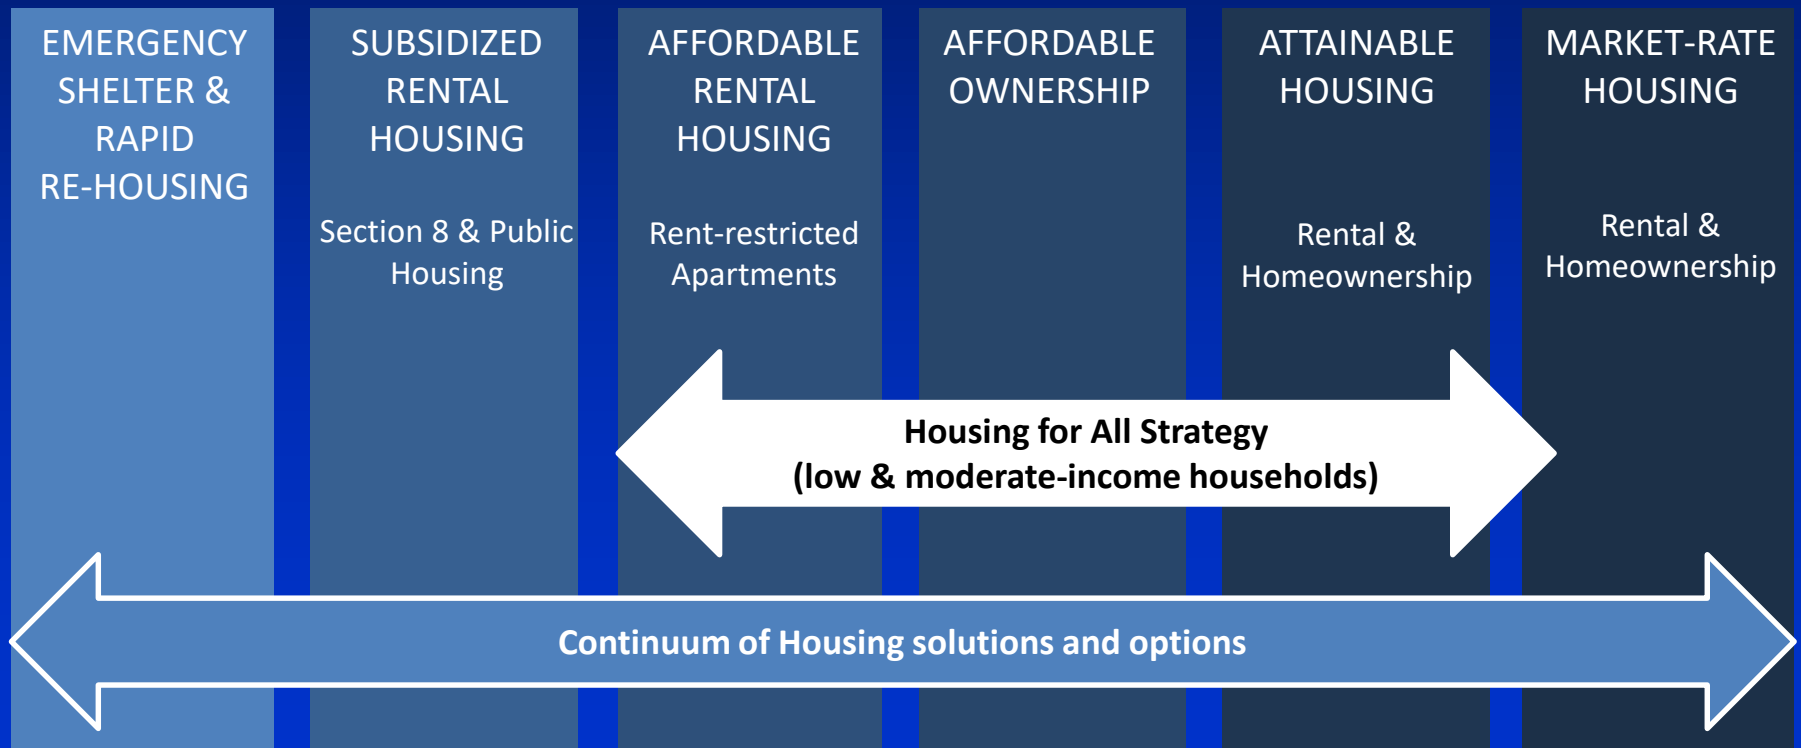 EMERGENCY
SHELTER &
RAPID
RE-HOUSING
SUBSIDIZED
RENTAL
HOUSING
Section 8 & Public
Housing
AFFORDABLE
RENTAL
HOUSING
Rent-restricted
Apartments
AFFORDABLE
OWNERSHIP
ATTAINABLE
HOUSING
Rental &
Homeownership
MARKET-RATE
HOUSING
Rental &
Homeownership
Housing for All Strategy
(low & moderate-income households)
Continuum of Housing solutions and options